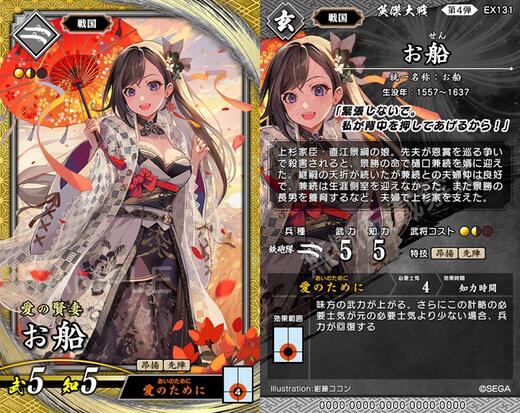 戦国
愛の賢妻
お船
昂揚 先陣
武5 知5
あいのために
愛のために
4
玄
戦国
英傑大戦
第4弾
EX131
せん
お船
統一名称:お船
生没年:1557~1637
「緊張しないで。
私が背中を押してあげるから!」
上杉家臣・直江景綱の娘。先夫が恩賞を巡る争い
で殺害されると、景勝の命で樋口兼続を婿に迎え
た。継嗣の夭折が続いたが兼続との夫婦仲は良好
で、兼続は生涯側室を迎えなかった。また景勝の
長男を養育するなど、夫婦で上杉家を支えた。
兵種 武力 知力 武将コスト
鉄砲隊 5 5 特技 昂揚 先陣
あいのために 必要士気 効果時間
愛のために 4 知力時間
効果範囲
味方の武力が上がる。さらにこの計略の必
要士気が元の必要士気より少ない場合、兵
力が回復する
Illustration:紺藤ココン
©SEGA
0000-0000-0000-0000-0000